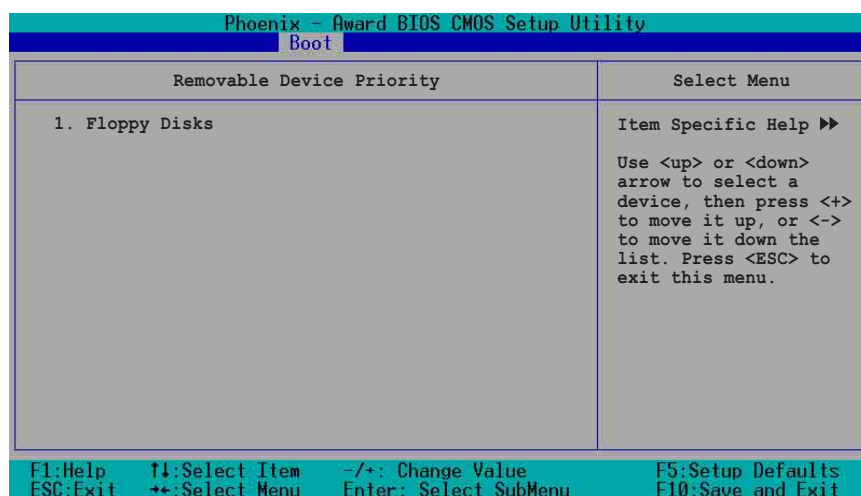 Phoenix - Award BIOS CMOS Setup Utility
Boot
Removable Device Priority
Select Menu
1. Floppy Disks
Item Specific Help ▶▶
Use <up> or <down>
arrow to select a
device, then press <+>
to move it up, or <->
to move it down the
list. Press <ESC> to
exit this menu.
F1:Help ↑↓:Select Item -/+: Change Value F5:Setup Defaults
ESC:Exit →←:Select Menu Enter: Select SubMenu F10:Save and Exit